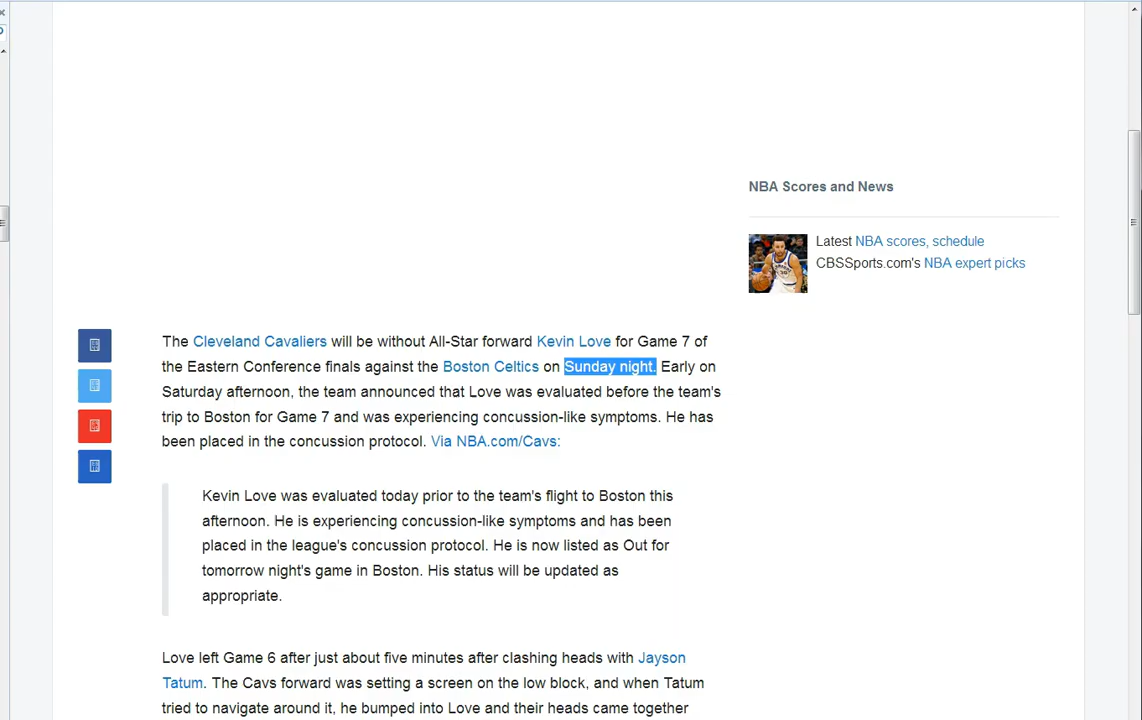 NBA Scores and News
Latest NBA scores, schedule
CBSSports.com's NBA expert picks
The Cleveland Cavaliers will be without All-Star forward Kevin Love for Game 7 of
the Eastern Conference finals against the Boston Celtics on Sunday night. Early on
Saturday afternoon, the team announced that Love was evaluated before the team's
trip to Boston for Game 7 and was experiencing concussion-like symptoms. He has
been placed in the concussion protocol. Via NBA.com/Cavs:
Kevin Love was evaluated today prior to the team's flight to Boston this
afternoon. He is experiencing concussion-like symptoms and has been
placed in the league's concussion protocol. He is now listed as Out for
tomorrow night's game in Boston. His status will be updated as
appropriate.
Love left Game 6 after just about five minutes after clashing heads with Jayson
Tatum. The Cavs forward was setting a screen on the low block, and when Tatum
tried to navigate around it, he bumped into Love and their heads came together